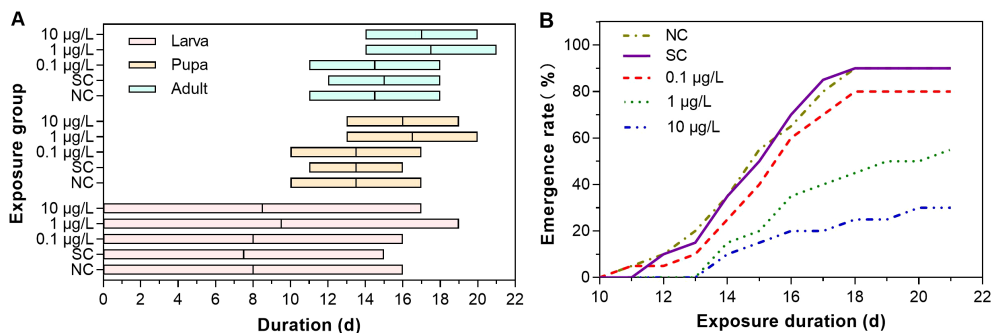 A
Exposure group
Larva
Pupa
Adult
10 µg/L
1 µg/L
0.1 µg/L
SC
NC
10 µg/L
1 µg/L
0.1 µg/L
SC
NC
10 µg/L
1 µg/L
0.1 µg/L
SC
NC
0 2 4 6 8 10 12 14 16 18 20 22
Duration (d)
B
Emergence rate ( %)
100
80
60
40
20
0
NC
SC
0.1 µg/L
1 µg/L
10 µg/L
10 12 14 16 18 20 22
Exposure duration (d)